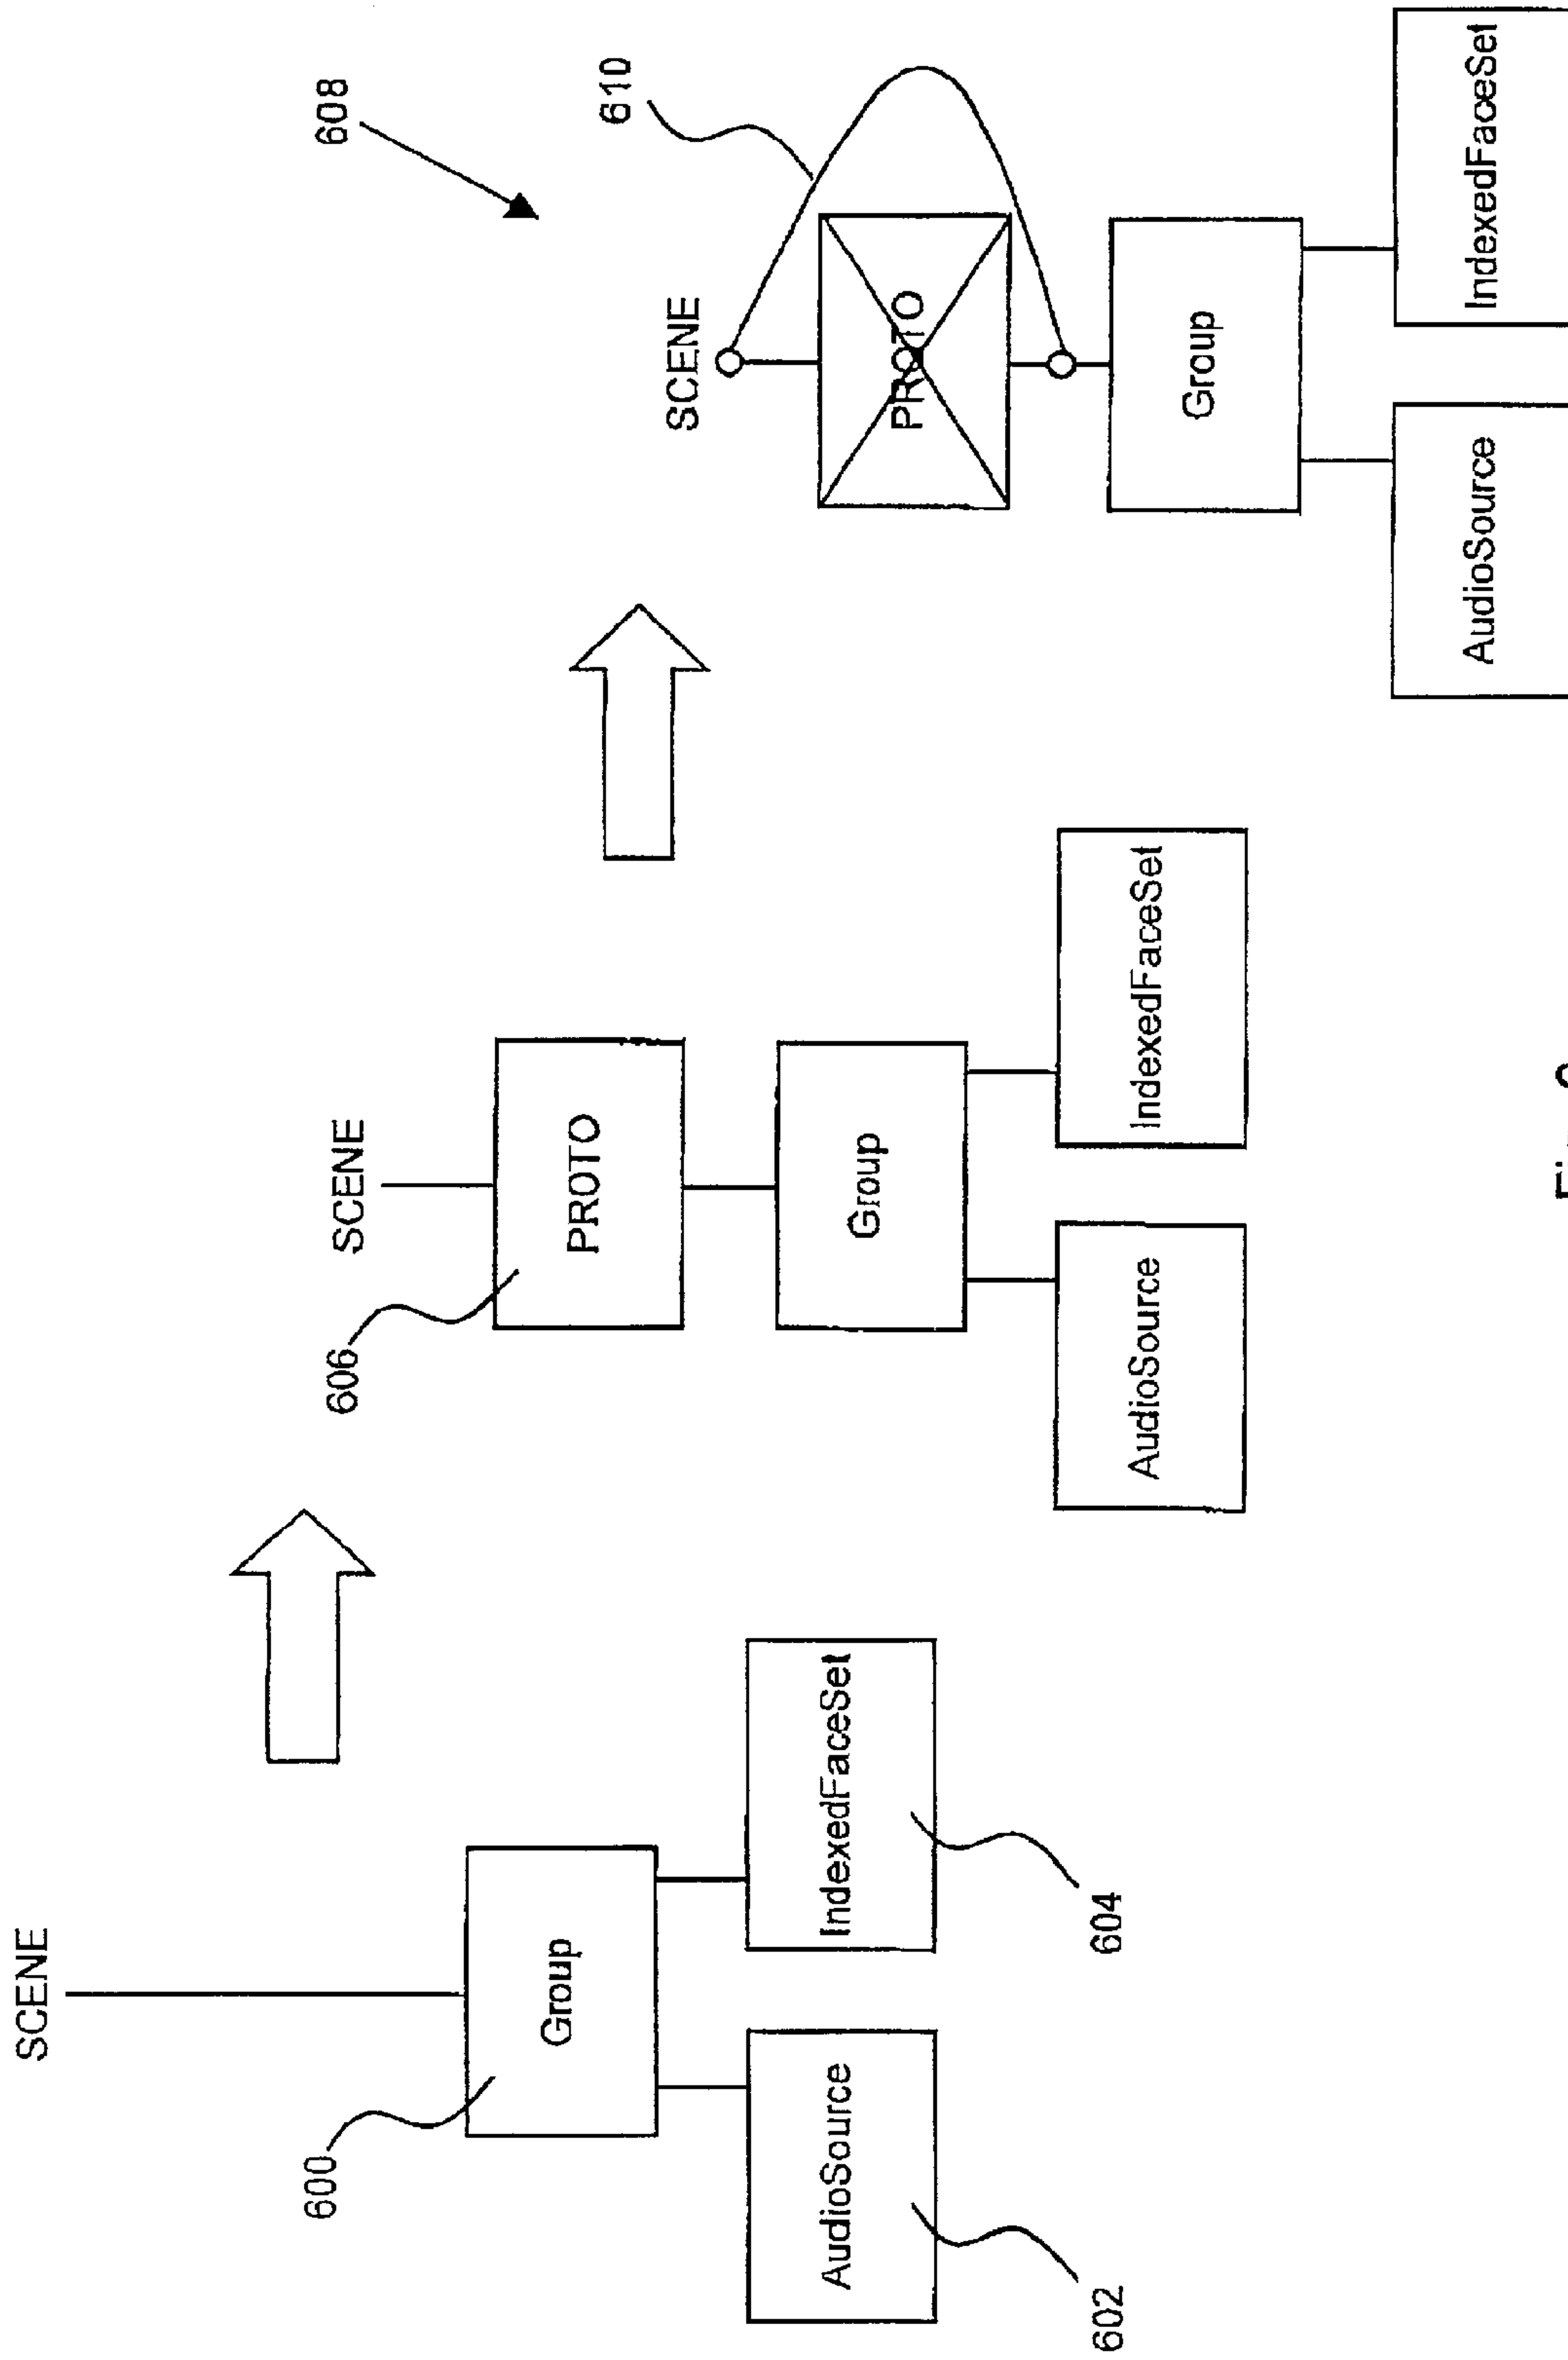 SCENE
600
Group
AudioSource
IndexedFaceSet
602
604
SCENE
606
PROTO
Group
AudioSource
IndexedFaceSet
608
SCENE
610
PROTO
Group
AudioSource
IndexedFaceSet